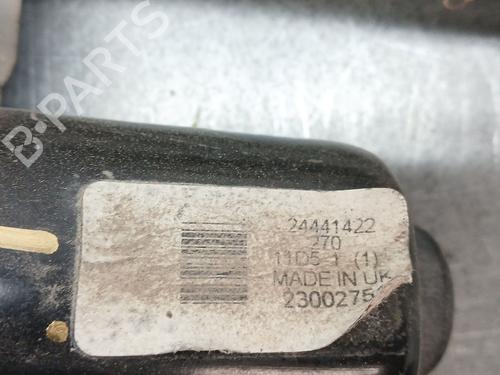 B-PARTS
24441422
270
11D5 1 (1)
MADE IN UK
2300275